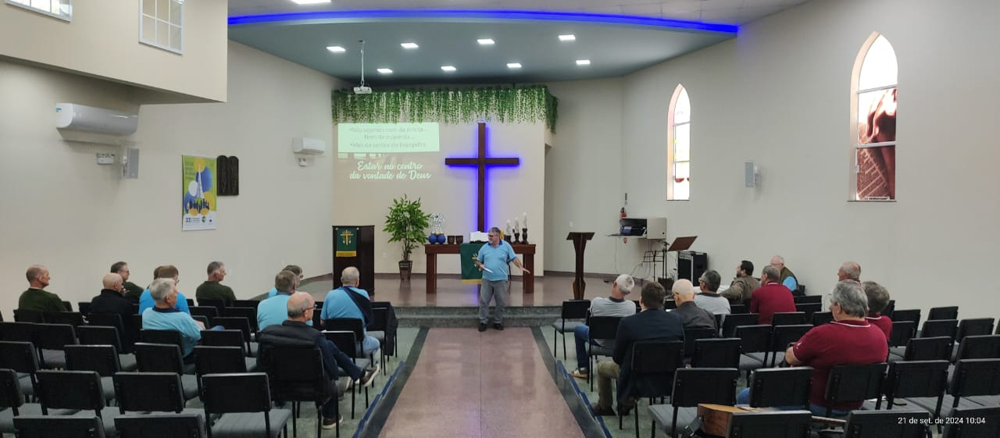 •Não sejamos nem da direita...
Nem da esquerda...
•Mas do centro do Evangelho
Estar no centro
da vontade de Deus
21 de set. de 2024 10:04